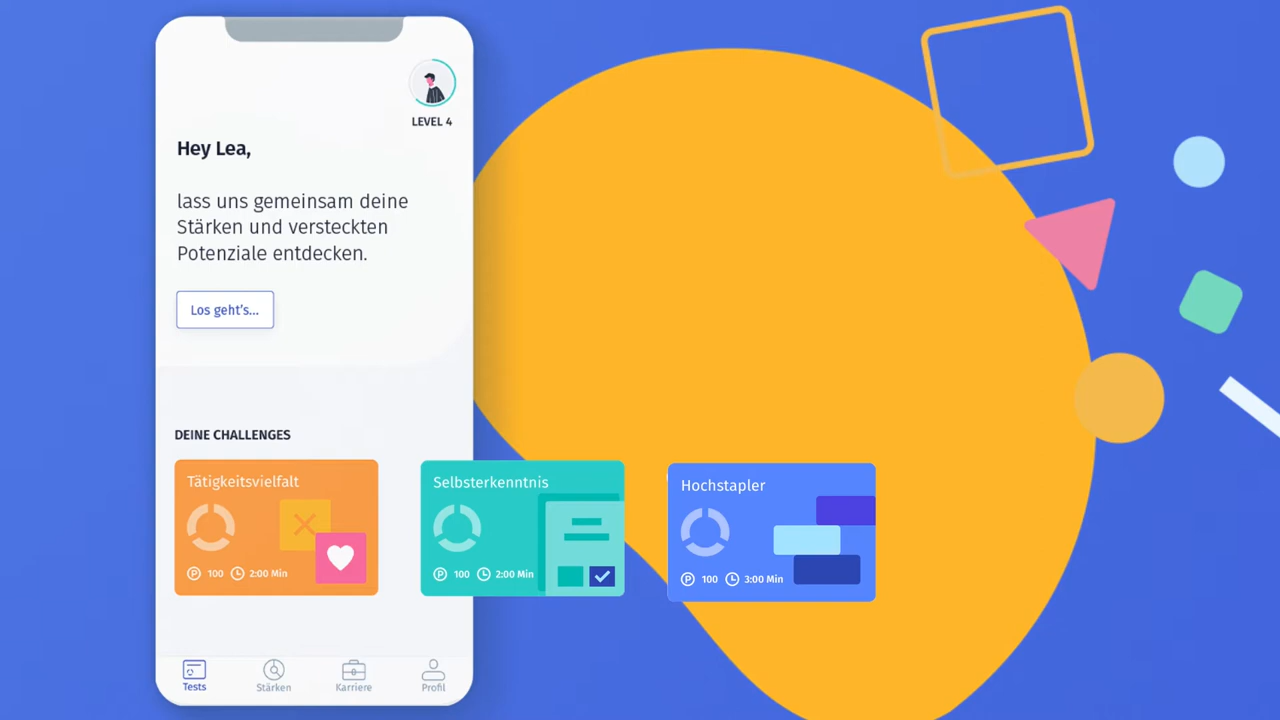 LEVEL 4
Hey Lea,
lass uns gemeinsam deine
Stärken und versteckten
Potenziale entdecken.
Los geht's...
DEINE CHALLENGES
Tätigkeitsvielfalt
P 100 2:00 Min
Selbsterkenntnis
P 100 2:00 Min
Hochstapler
P 100 3:00 Min
Tests
Stärken
Karriere
Profil